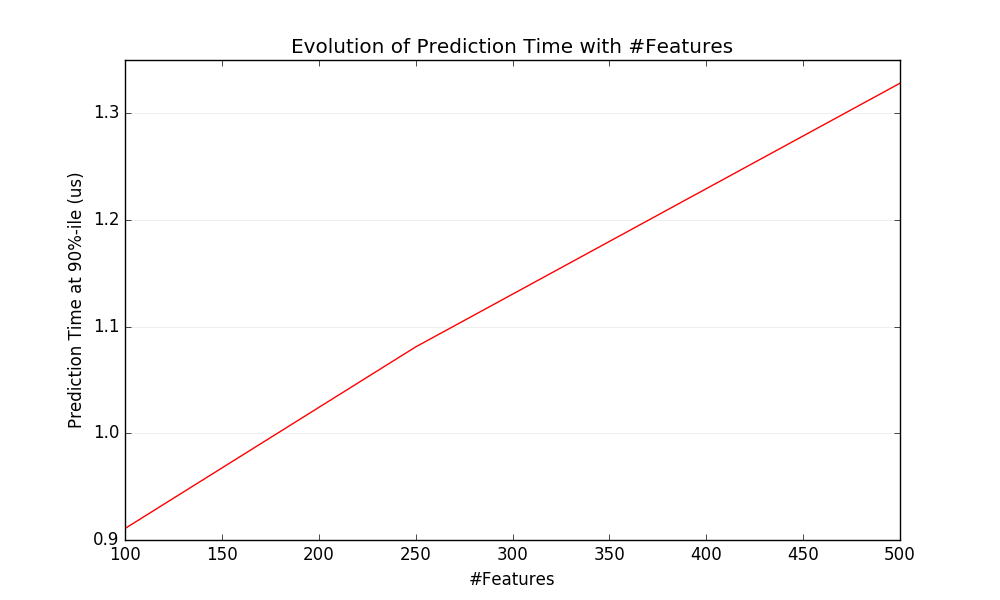 Evolution of Prediction Time with #Features
Prediction Time at 90%-ile (us)
1.3
1.2
1.1
1.0
0.9
100 150 200 250 300 350 400 450 500
#Features